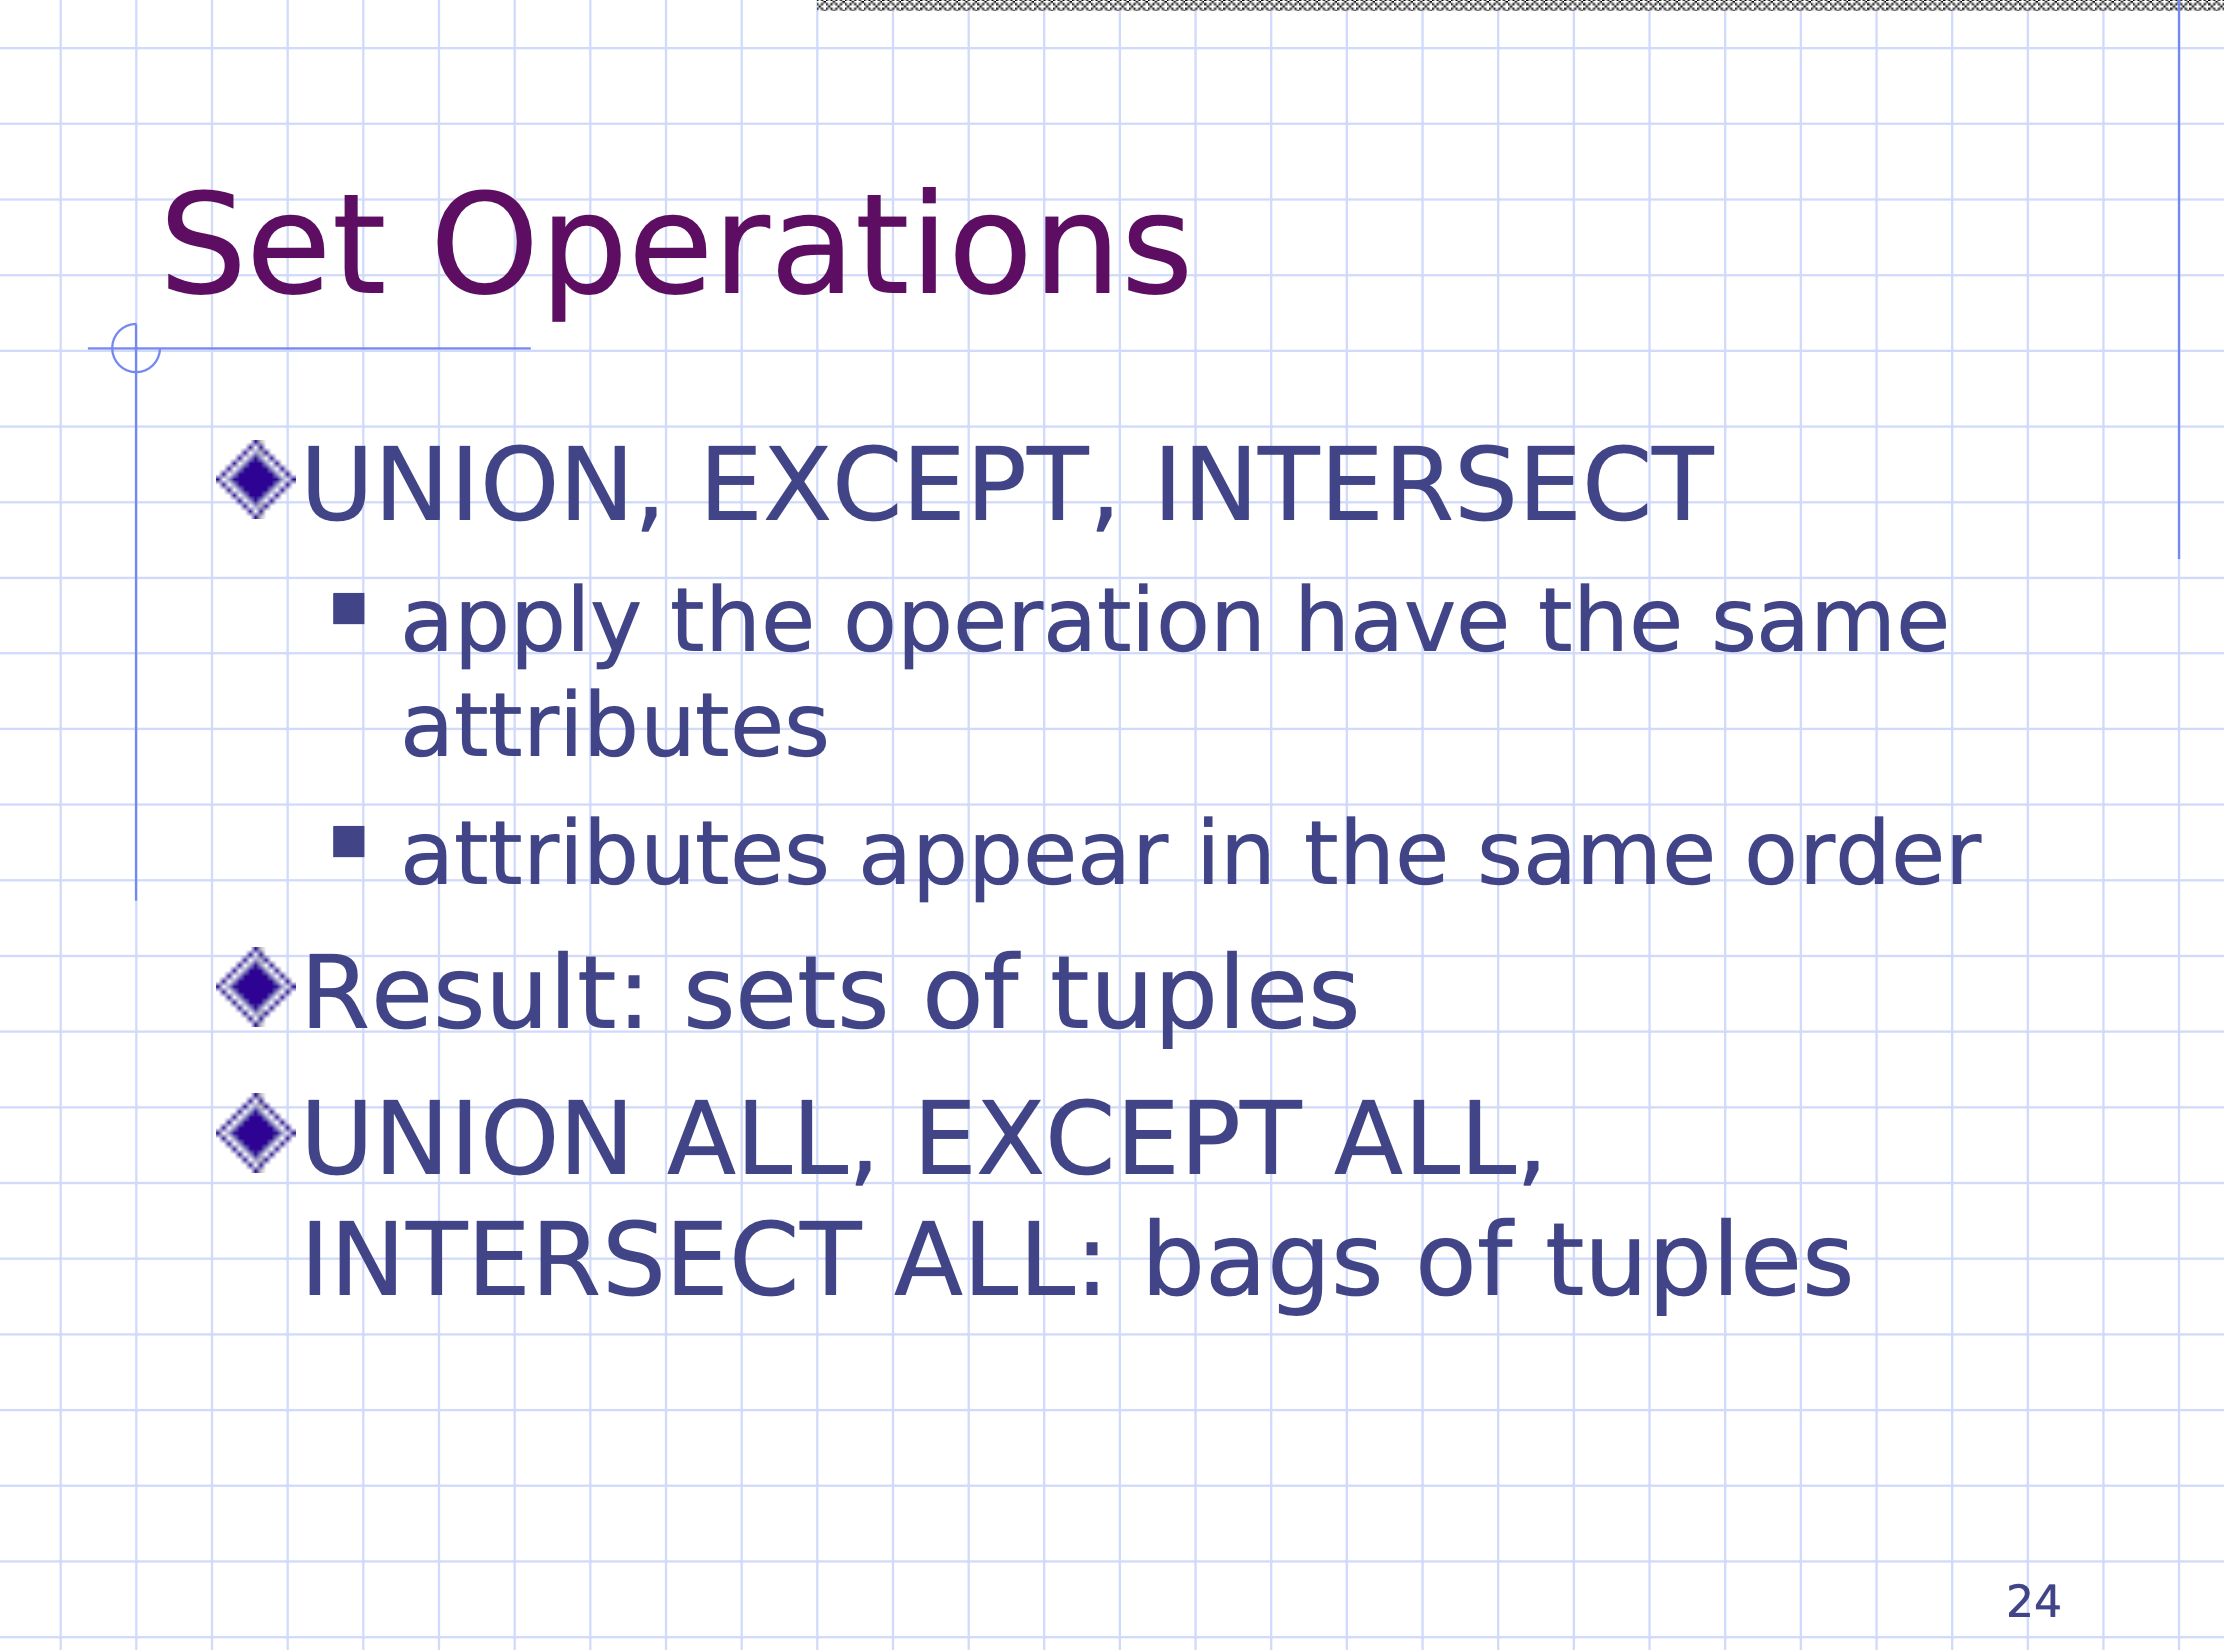 Set Operations
UNION, EXCEPT, INTERSECT
apply the operation have the same
attributes
attributes appear in the same order
Result: sets of tuples
UNION ALL, EXCEPT ALL,
INTERSECT ALL: bags of tuples
24